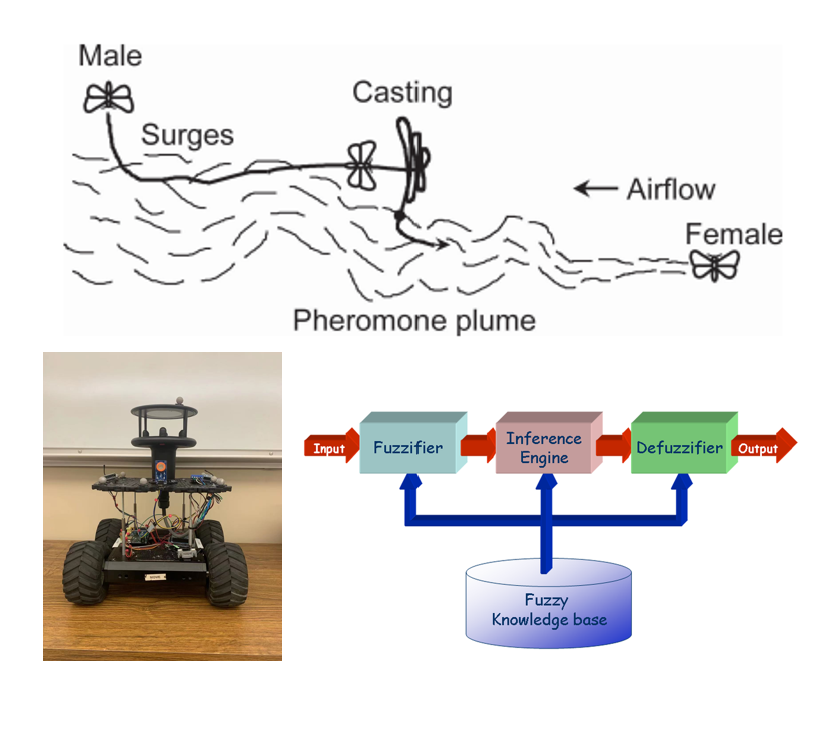 Male
Casting
Surges
Airflow
Female
Pheromone plume
Input
Fuzzifier
Inference
Engine
Defuzzifier
Output
Fuzzy
Knowledge base